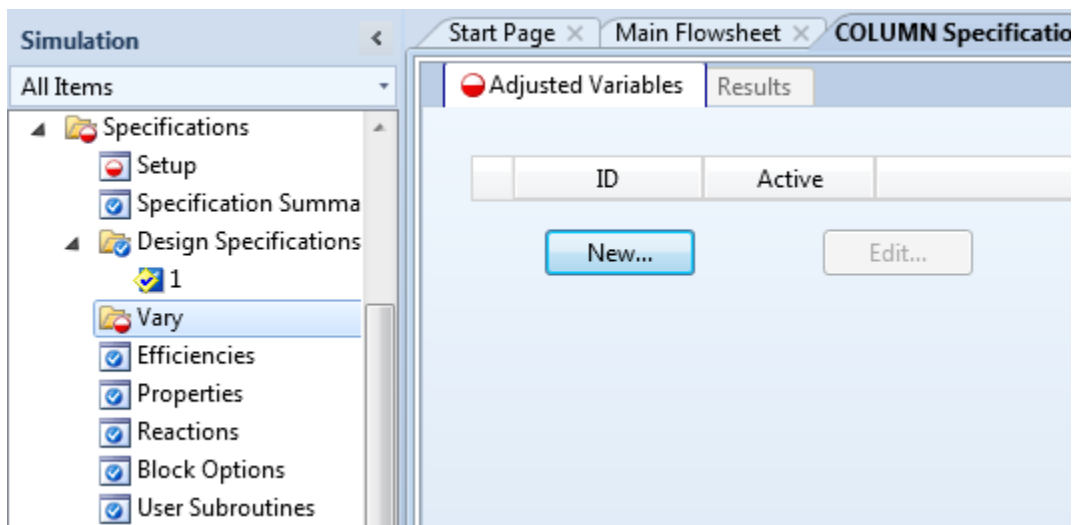 Simulation
All Items
Specifications
Setup
Specification Summa
Design Specifications
1
Vary
Efficiencies
Properties
Reactions
Block Options
User Subroutines
Start Page Main Flowsheet COLUMN Specificatio
Adjusted Variables Results
ID Active
New... Edit...